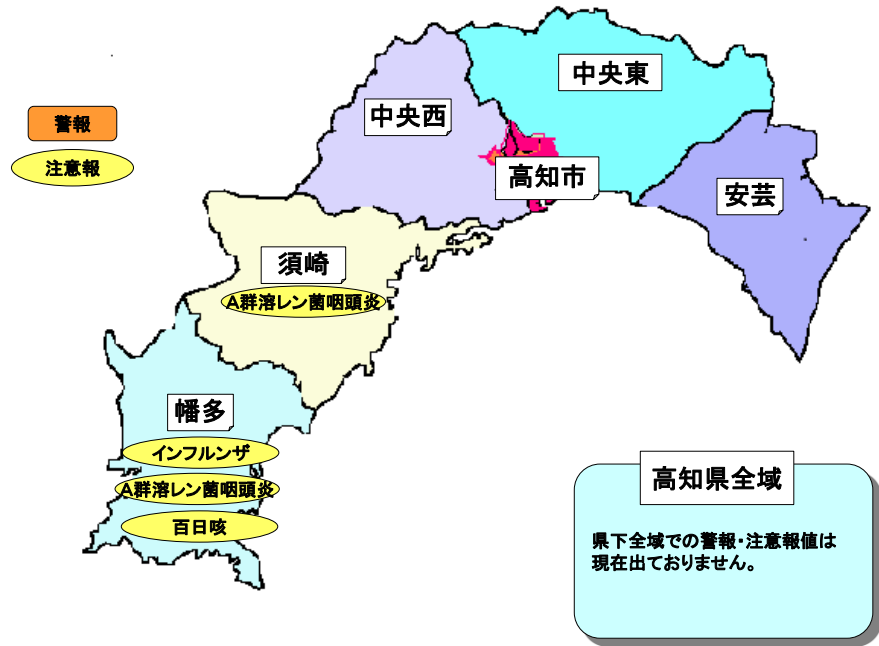 中央東
中央西
警報
注意報
高知市
安芸
須崎
A群溶レン菌咽頭炎
幡多
インフルンザ
A群溶レン菌咽頭炎
百日咳
高知県全域
県下全域での警報・注意報値は
現在出ておりません。